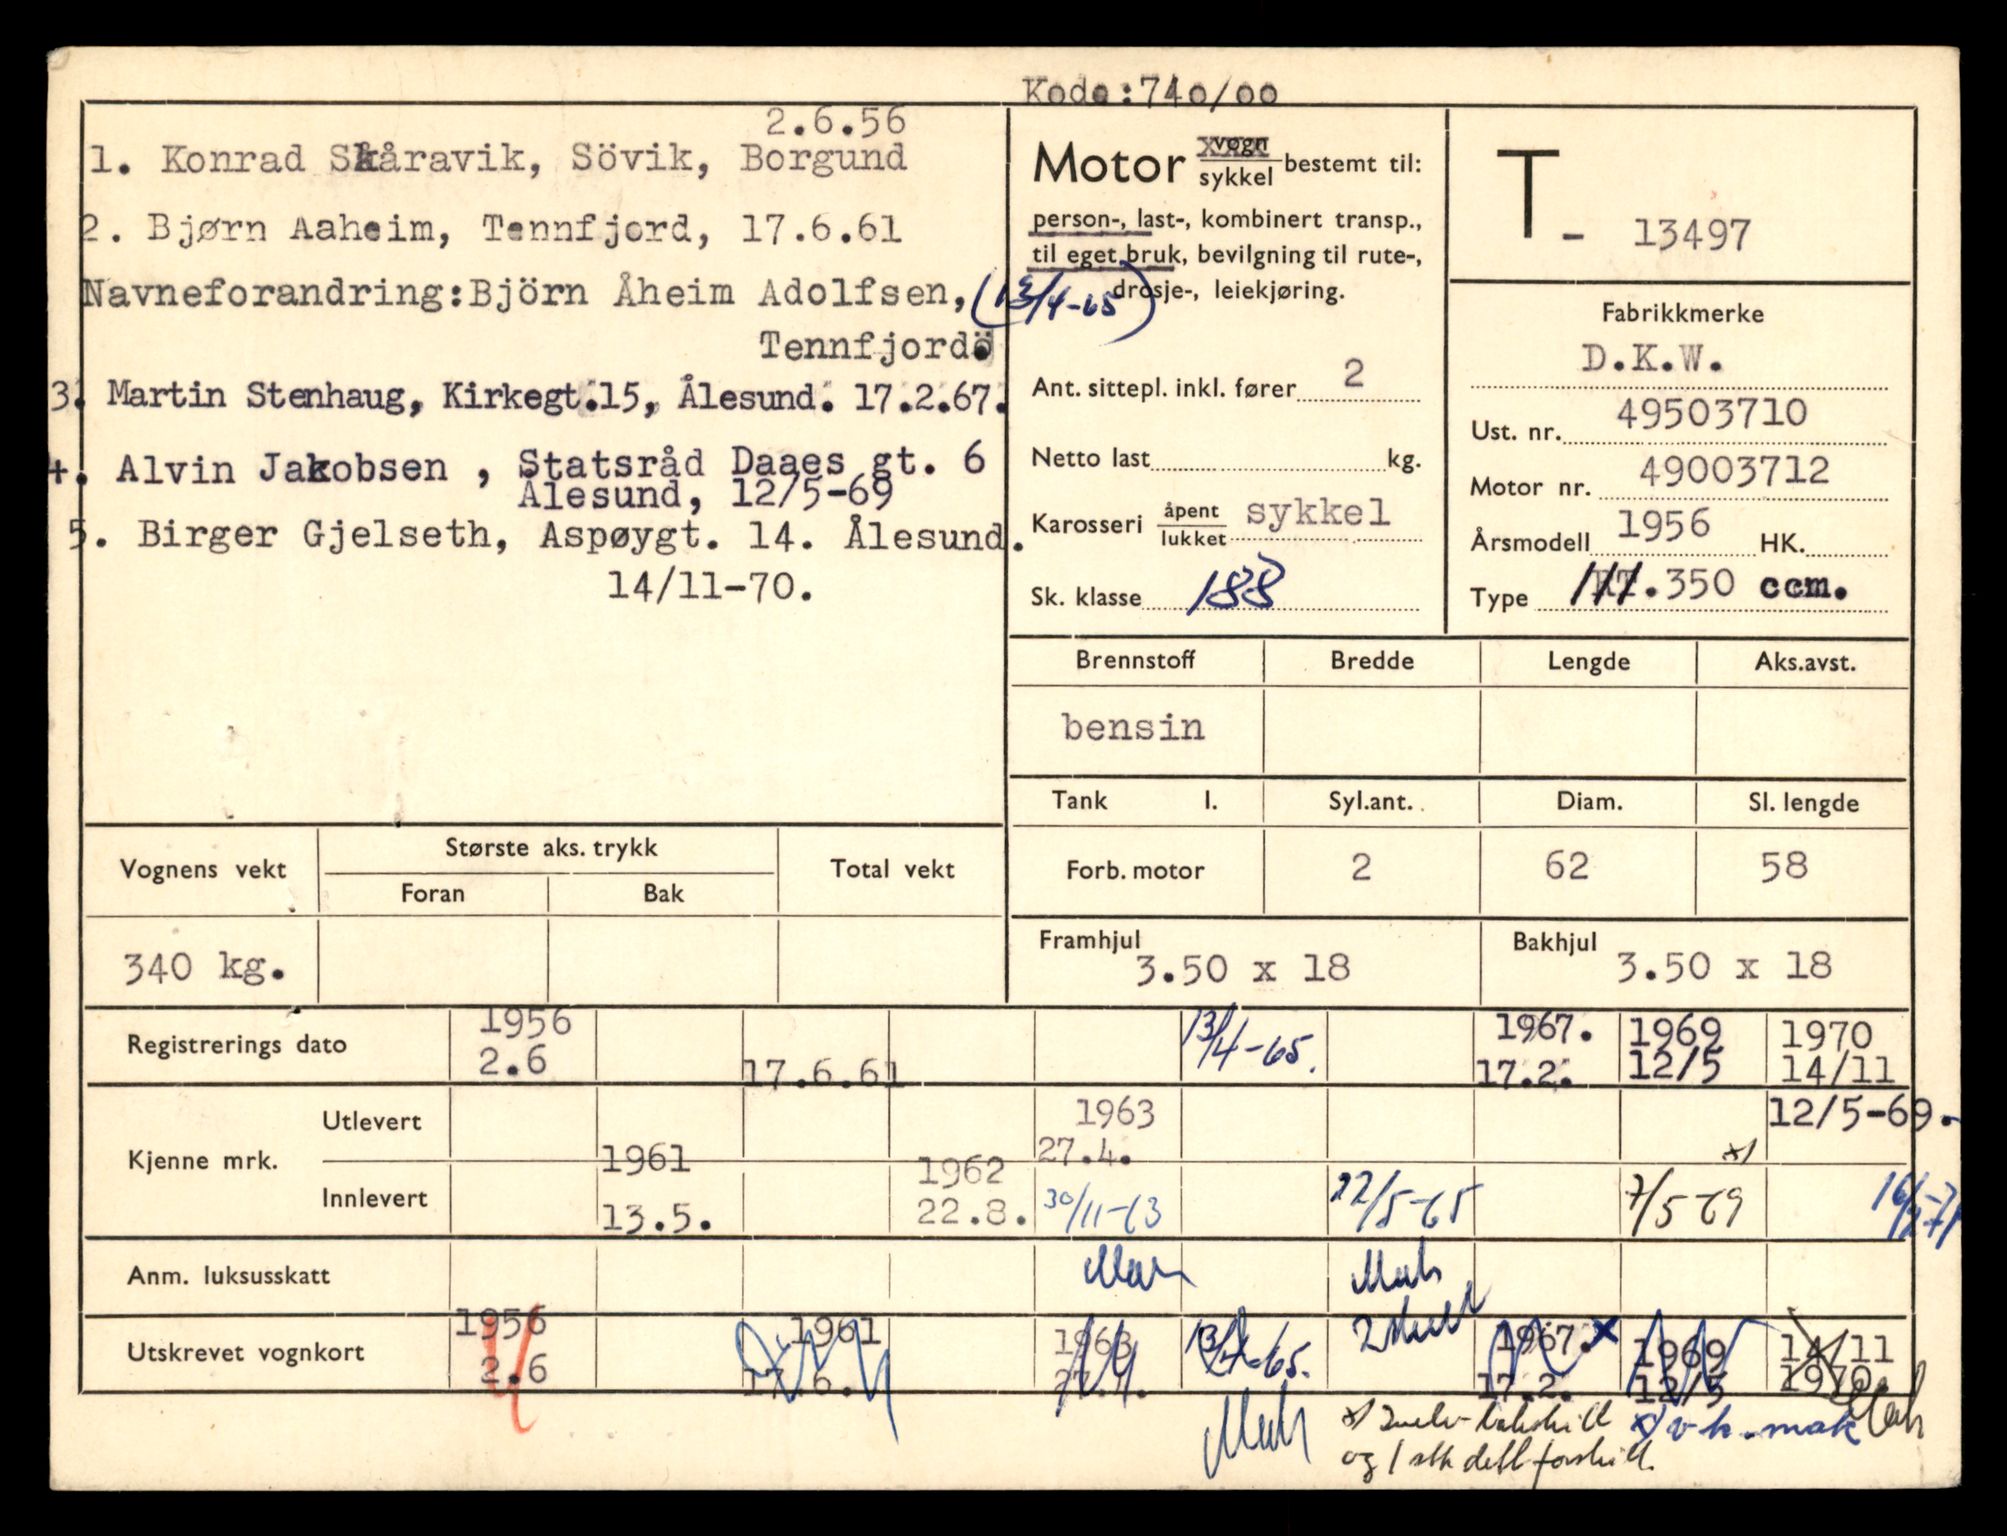 Kode:740/00
2.6.56
1. Konrad Skåravik, Sövik, Borgund
2. Bjørn Aaheim, Tennfjord, 17.6.61
Navneforandring:Björn Åheim Adolfsen, (13/4-65)
Tennfjord.
3. Martin Stenhaug, Kirkegt.15, Ålesund. 17.2.67.
4. Alvin Jakobsen , Statsråd Daaes gt. 6
Ålesund, 12/5-69
5. Birger Gjelseth, Aspøygt. 14. Ålesund.
14/11-70.
Motor vogn/sykkel bestemt til:
person-, last-, kombinert transp.,
til eget bruk, bevilgning til rute-,
drosje-, leiekjøring.
Ant. sittepl. inkl. fører 2
Netto last kg.
Karosseri åpent/lukket sykkel
Sk. klasse 188
T - 13497
Fabrikkmerke
D.K.W.
Ust. nr. 49503710
Motor nr. 49003712
Årsmodell 1956 HK.
Type RT.350 ccm.
Brennstoff Bredde Lengde Aks.avst.
bensin
Tank l. Syl.ant. Diam. Sl. lengde
Forb. motor 2 62 58
Framhjul 3.50 x 18 Bakhjul 3.50 x 18
Vognens vekt Største aks. trykk Total vekt
Foran Bak
340 kg.
Registrerings dato 1956 2.6 17.6.61 13/4-65. 1967. 17.2. 1969 12/5 1970 14/11
Kjenne mrk.
Utlevert 1963 27.4. 12/5-69.
Innlevert 1961 13.5. 1962 22.8. 30/11-63 22/5-65 x) 7/5-69
Anm. luksusskatt
Utskrevet vognkort 1956 2.6 1961 17.6. 1963 27.4. 13/4-65. 1967. x 17.2. 1969 12/5 14/11 1970.
og 1 stk